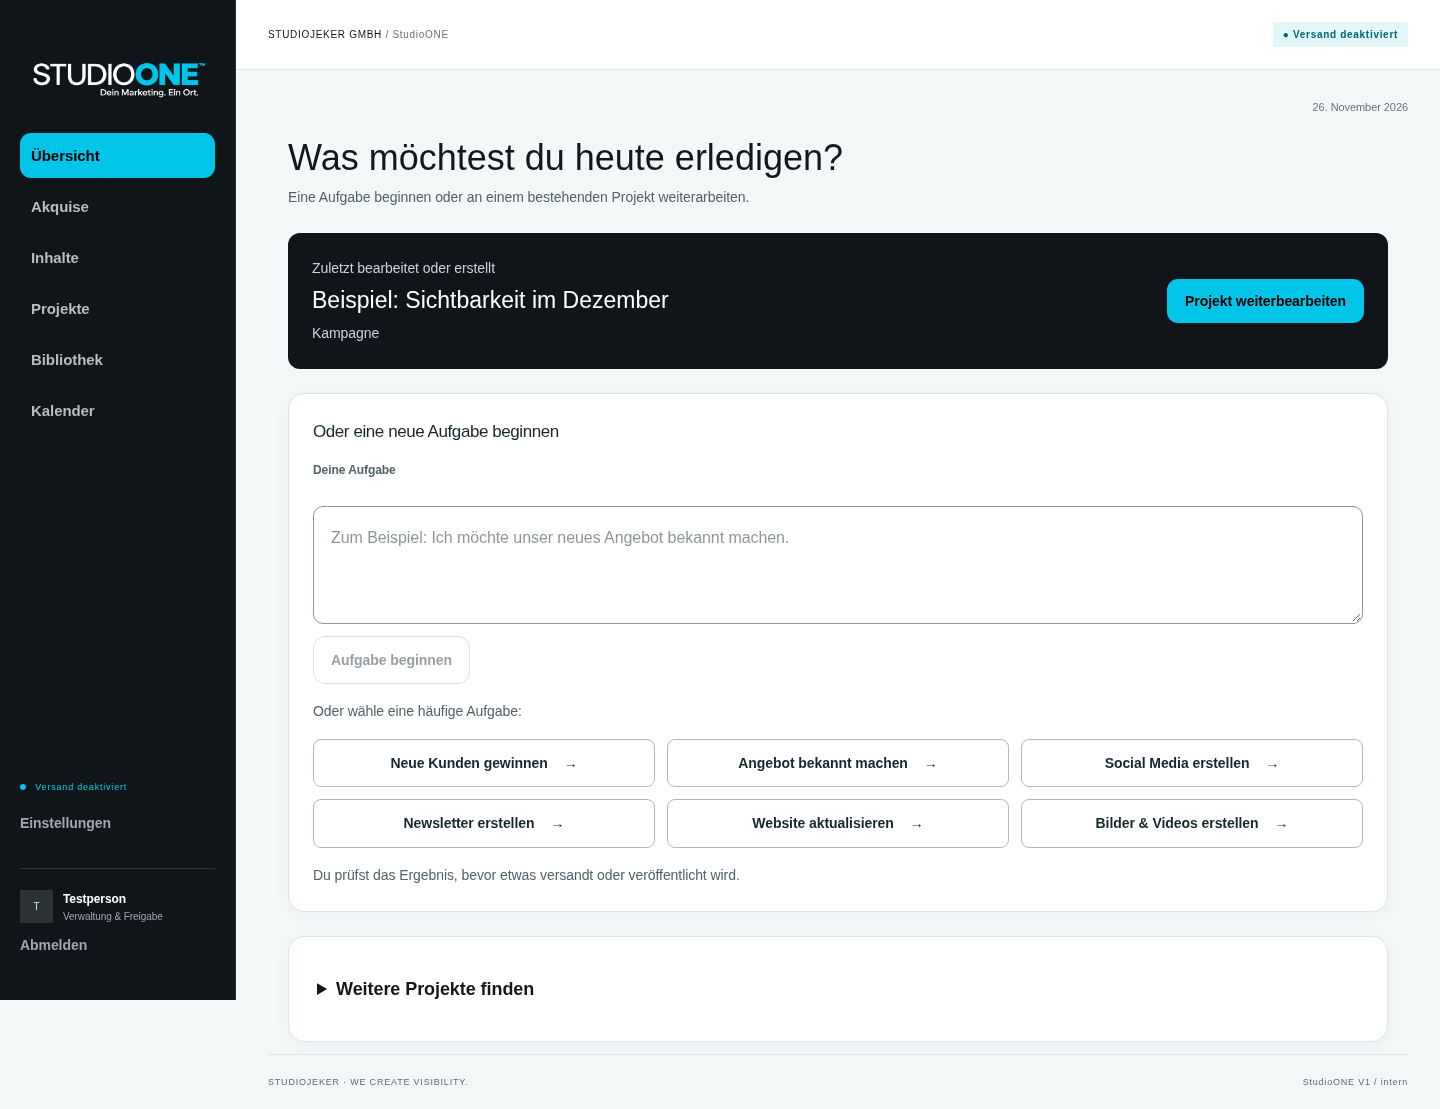 STUDIOONE™
Dein Marketing. Ein Ort.
Übersicht
Akquise
Inhalte
Projekte
Bibliothek
Kalender
● Versand deaktiviert
Einstellungen
T
Testperson
Verwaltung & Freigabe
Abmelden
STUDIOJEKER GMBH / StudioONE
● Versand deaktiviert
26. November 2026
Was möchtest du heute erledigen?
Eine Aufgabe beginnen oder an einem bestehenden Projekt weiterarbeiten.
Zuletzt bearbeitet oder erstellt
Beispiel: Sichtbarkeit im Dezember
Kampagne
Projekt weiterbearbeiten
Oder eine neue Aufgabe beginnen
Deine Aufgabe
Zum Beispiel: Ich möchte unser neues Angebot bekannt machen.
Aufgabe beginnen
Oder wähle eine häufige Aufgabe:
Neue Kunden gewinnen →
Angebot bekannt machen →
Social Media erstellen →
Newsletter erstellen →
Website aktualisieren →
Bilder & Videos erstellen →
Du prüfst das Ergebnis, bevor etwas versandt oder veröffentlicht wird.
▶ Weitere Projekte finden
STUDIOJEKER · WE CREATE VISIBILITY.
StudioONE V1 / intern